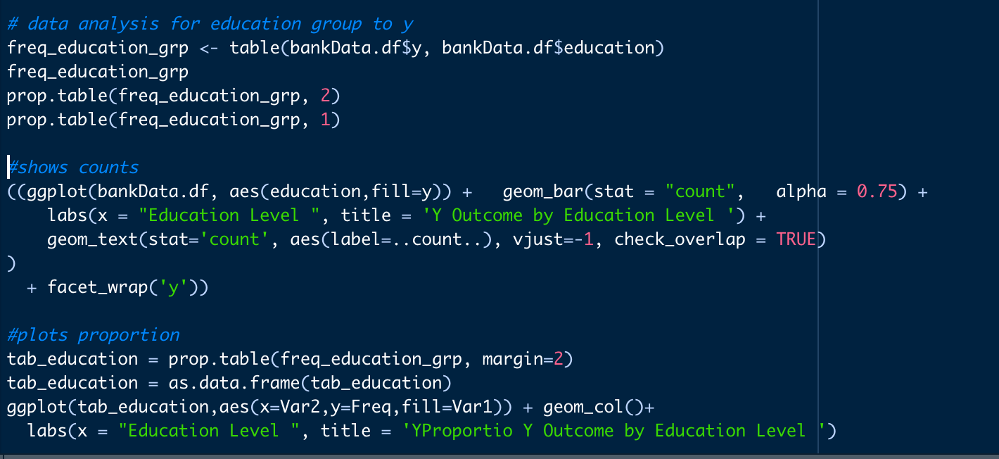 # data analysis for education group to y
freq_education_grp <- table(bankData.df$y, bankData.df$education)
freq_education_grp
prop.table(freq_education_grp, 2)
prop.table(freq_education_grp, 1)
#shows counts
((ggplot(bankData.df, aes(education,fill=y)) +   geom_bar(stat = "count",   alpha = 0.75) +
    labs(x = "Education Level ", title = 'Y Outcome by Education Level ') +
    geom_text(stat='count', aes(label=..count..), vjust=-1, check_overlap = TRUE)
)
  + facet_wrap('y'))
#plots proportion
tab_education = prop.table(freq_education_grp, margin=2)
tab_education = as.data.frame(tab_education)
ggplot(tab_education,aes(x=Var2,y=Freq,fill=Var1)) + geom_col()+
  labs(x = "Education Level ", title = 'YProportio Y Outcome by Education Level ')